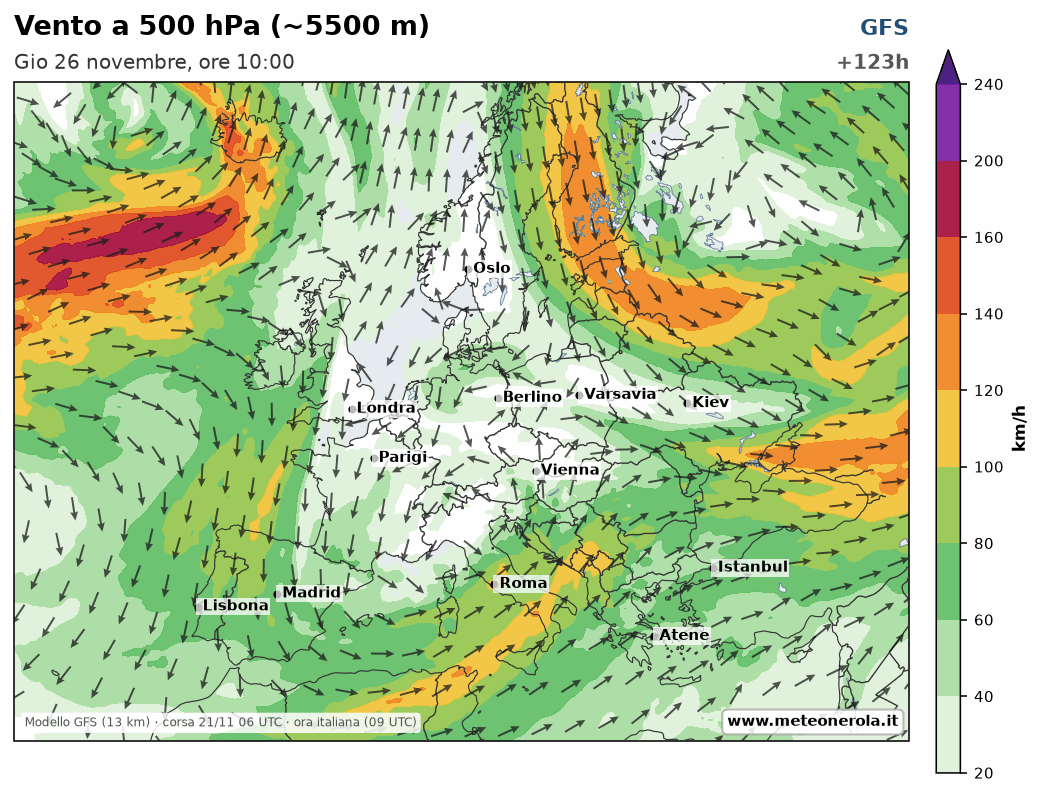 Vento a 500 hPa (~5500 m)
GFS
Gio 26 novembre, ore 10:00
+123h
240
200
160
140
120
100
80
60
40
20
km/h
Oslo
Londra
Berlino
Varsavia
Kiev
Parigi
Vienna
Istanbul
Roma
Madrid
Lisbona
Atene
Modello GFS (13 km) · corsa 21/11 06 UTC · ora italiana (09 UTC)
www.meteonerola.it